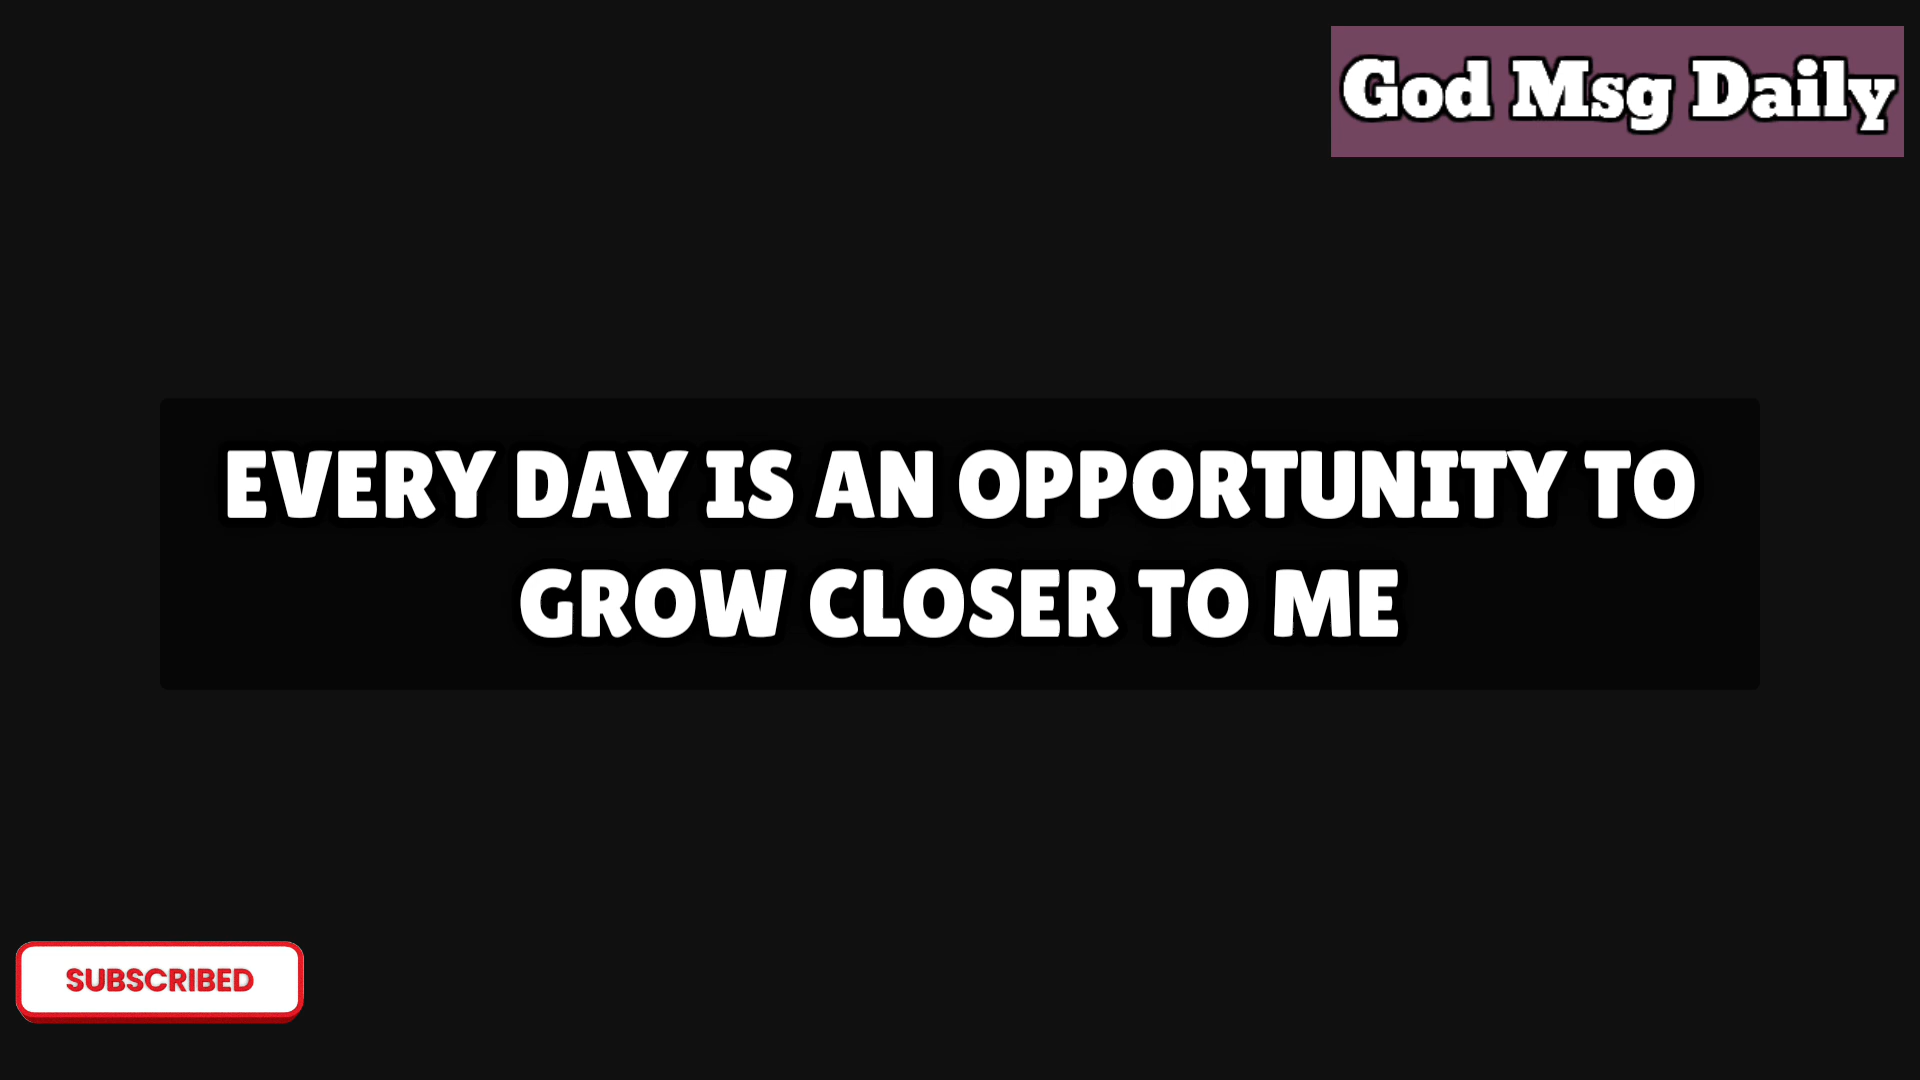 God Msg Daily
EVERY DAY IS AN OPPORTUNITY TO
GROW CLOSER TO ME
SUBSCRIBED